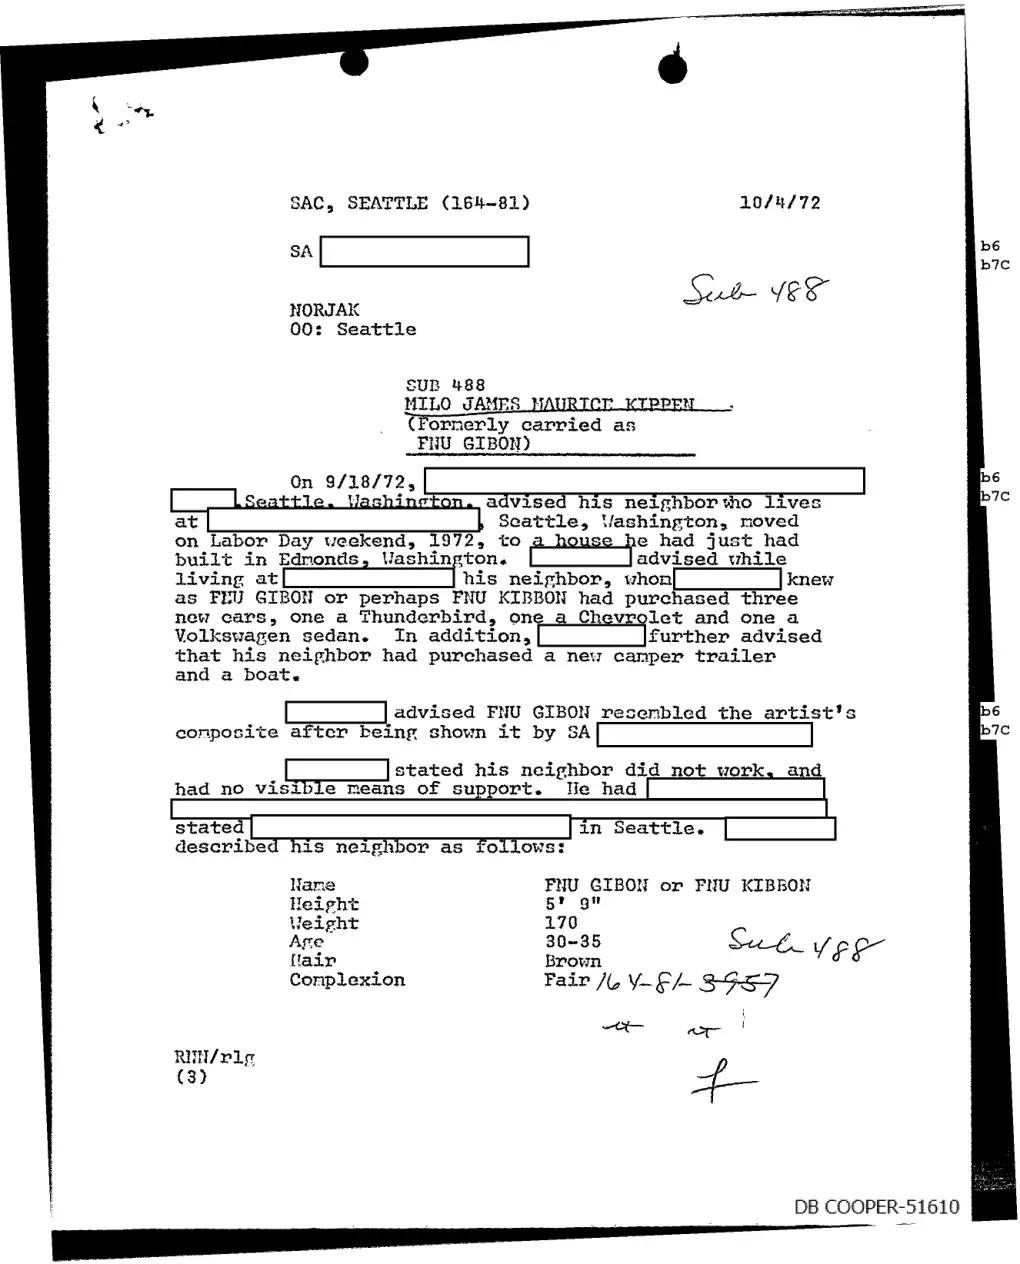 SAC, SEATTLE (164-81) 10/4/72
SA
b6
b7C
Sub 488
NORJAK
OO: Seattle
SUB 488
MILO JAMES MAURICE KIPPEN
(Formerly carried as
FNU GIBON)
On 9/18/72,
b6
, Seattle, Washington, advised his neighbor who lives
b7C
at , Seattle, Washington, moved
on Labor Day weekend, 1972, to a house he had just had
built in Edmonds, Washington. advised while
living at his neighbor, whom knew
as FNU GIBON or perhaps FNU KIBBON had purchased three
new cars, one a Thunderbird, one a Chevrolet and one a
Volkswagen sedan. In addition, further advised
that his neighbor had purchased a new camper trailer
and a boat.
advised FNU GIBON resembled the artist's
b6
composite after being shown it by SA
b7C
stated his neighbor did not work, and
had no visible means of support. He had
stated in Seattle.
described his neighbor as follows:
Name FNU GIBON or FNU KIBBON
Height 5' 9"
Weight 170
Age 30-35
Sub 488
Hair Brown
Complexion Fair
164-81-3957
RNN/rlg
(3)
DB COOPER-51610